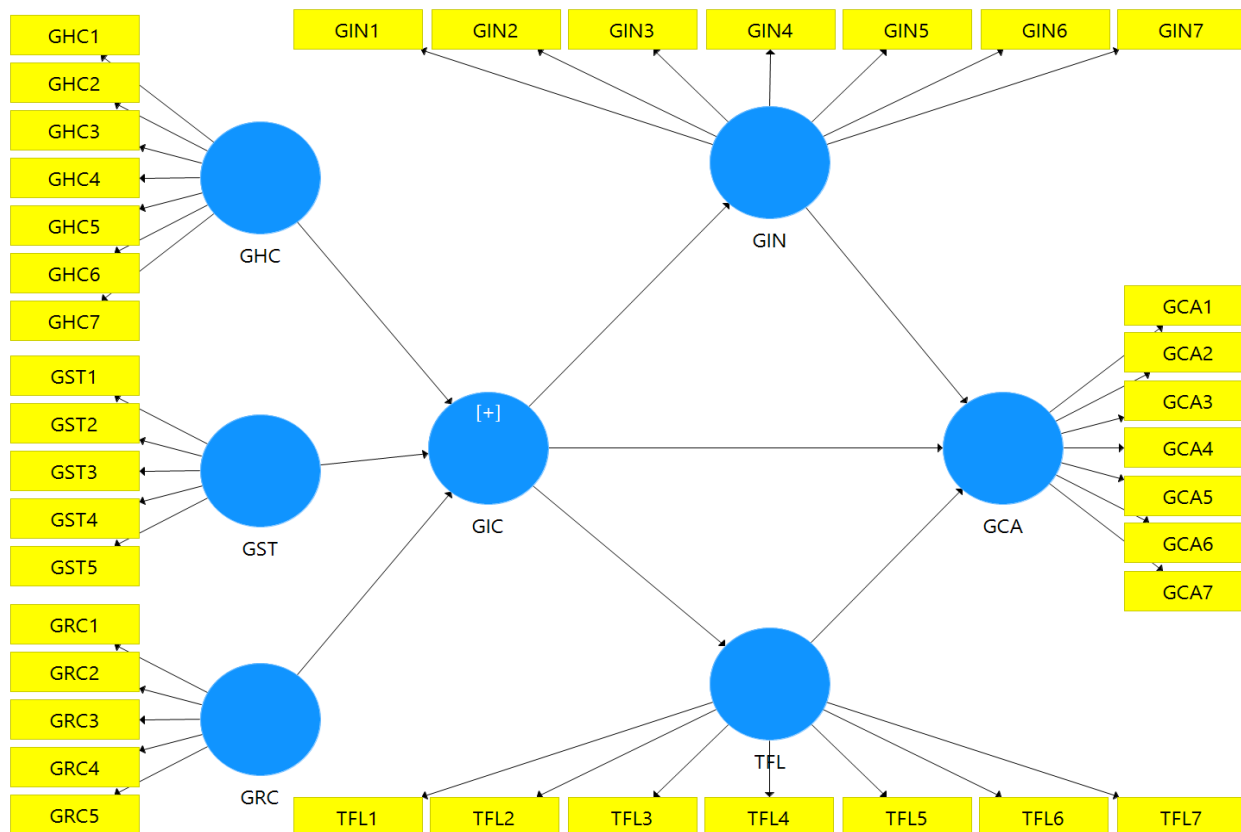 GHC1
GHC2
GHC3
GHC4
GHC5
GHC6
GHC7
GHC
GST1
GST2
GST3
GST4
GST5
GST
GRC1
GRC2
GRC3
GRC4
GRC5
GRC
[+]
GIC
GIN1
GIN2
GIN3
GIN4
GIN5
GIN6
GIN7
GIN
TFL
TFL1
TFL2
TFL3
TFL4
TFL5
TFL6
TFL7
GCA
GCA1
GCA2
GCA3
GCA4
GCA5
GCA6
GCA7